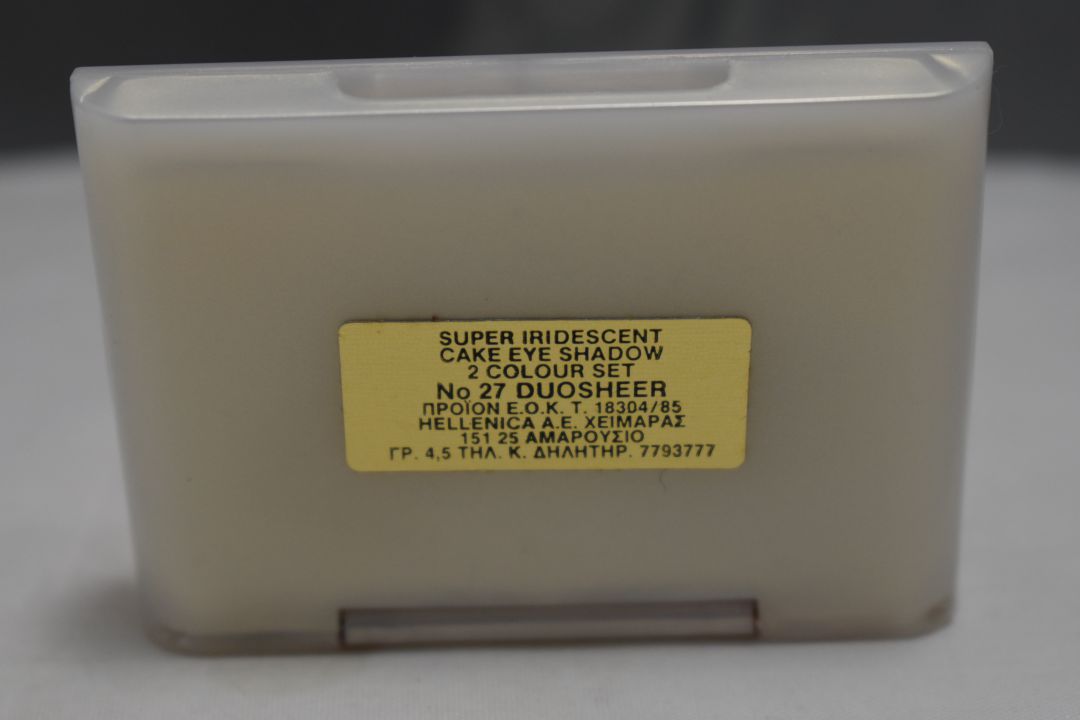 SUPER IRIDESCENT
CAKE EYE SHADOW
2 COLOUR SET
No 27 DUOSHEER
ΠΡΟΪΟΝ Ε.Ο.Κ. Τ. 18304/85
HELLENICA A.E. ΧΕΙΜΑΡΑΣ
151 25 ΑΜΑΡΟΥΣΙΟ
ΓΡ. 4,5 ΤΗΛ. Κ. ΔΗΛΗΤΗΡ. 7793777